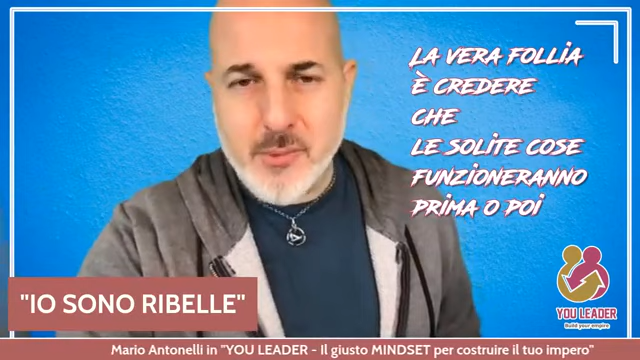 LA VERA FOLLIA
È CREDERE
CHE
LE SOLITE COSE
FUNZIONERANNO
PRIMA O POI
YOU LEADER
Build your empire
"IO SONO RIBELLE"
Mario Antonelli in "YOU LEADER - Il giusto MINDSET per costruire il tuo impero"